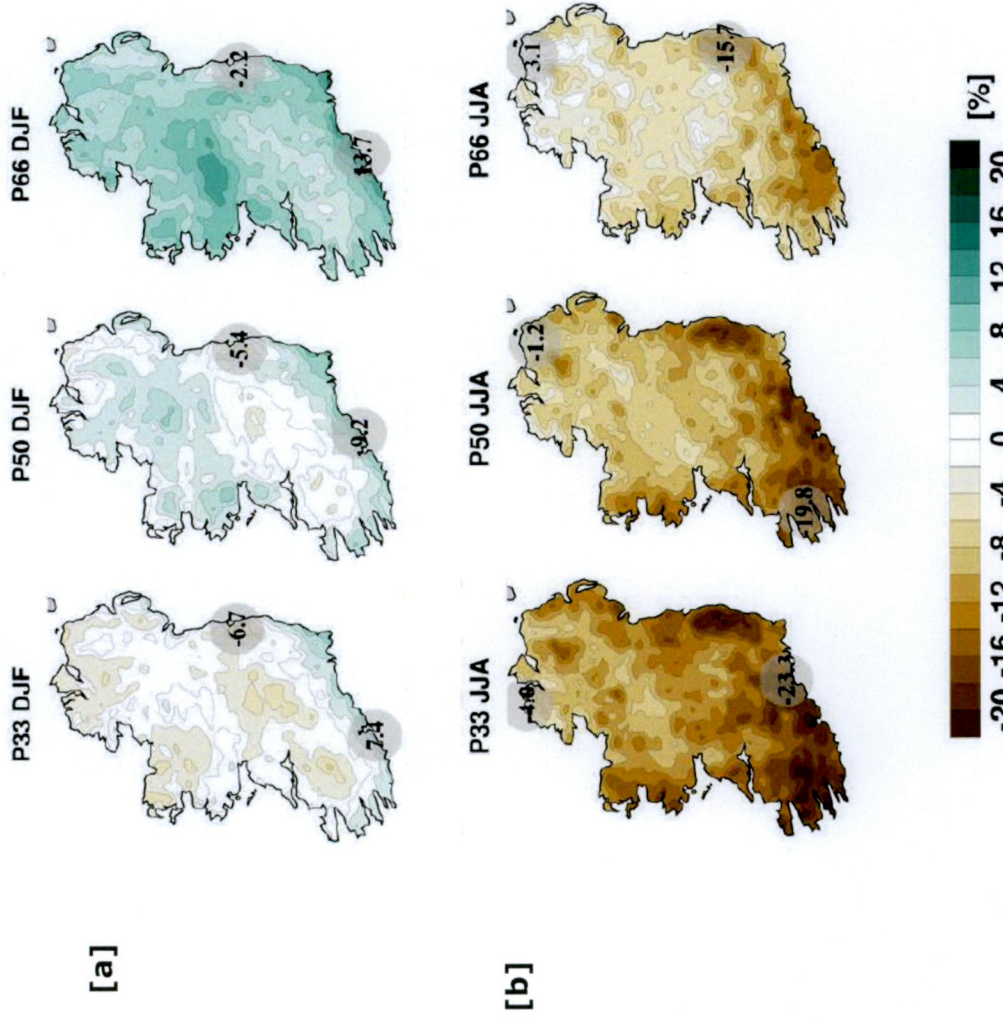 [a]
P33 DJF
P50 DJF
P66 DJF
-6.7
-5.4
-2.2
7.4
9.2
13.7
[b]
P33 JJA
P50 JJA
P66 JJA
-4.8
-1.2
3.1
-23.3
-19.8
-15.7
-20 -16 -12 -8 -4 0 4 8 12 16 20
[%]